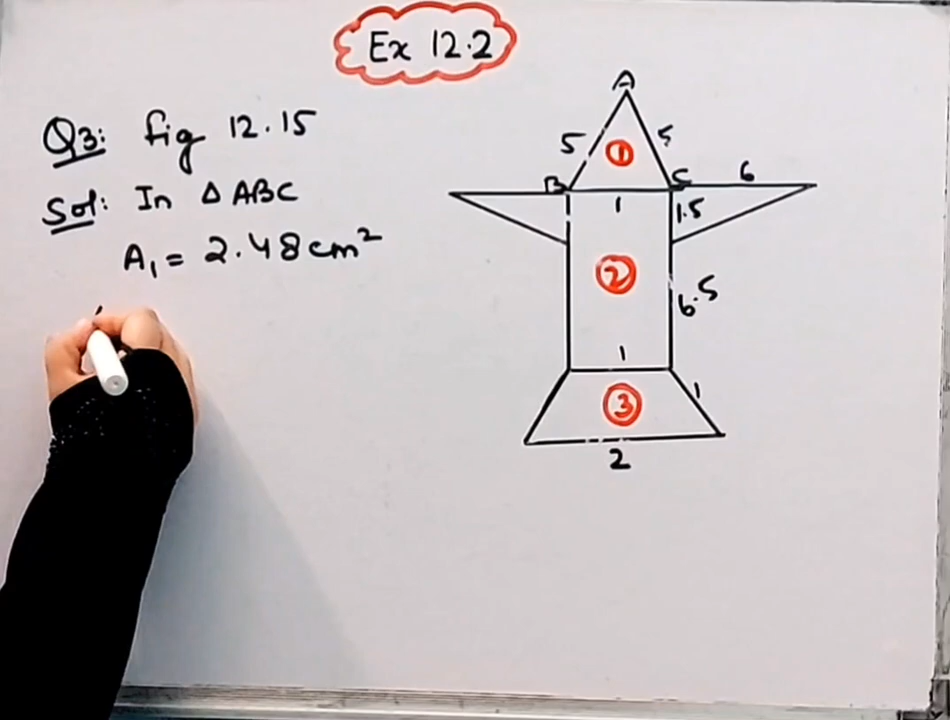 Ex 12.2
Q3: fig 12.15
Sol: In △ ABC
A₁ = 2.48 cm²
A
5 5
①
B C 6
1 1.5
②
6.5
1
③ 1
2